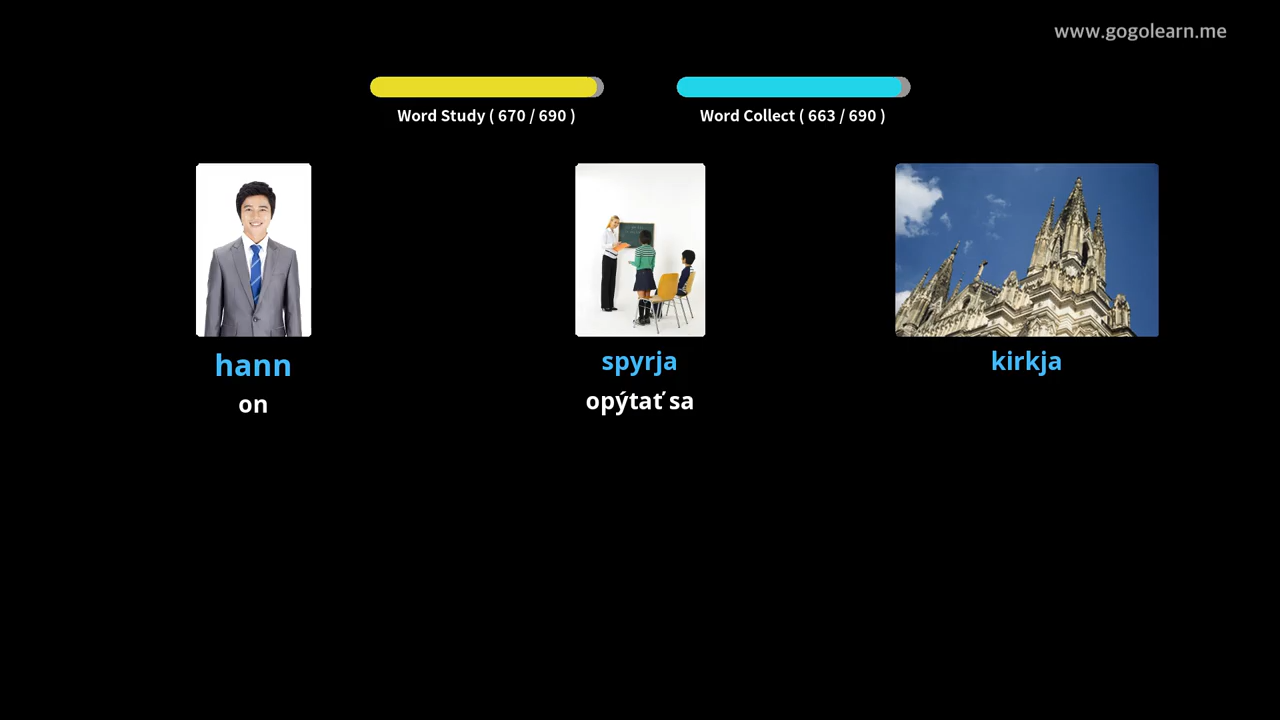 www.gogolearn.me
Word Study ( 670 / 690 )
Word Collect ( 663 / 690 )
hann
on
spyrja
opýtať sa
kirkja